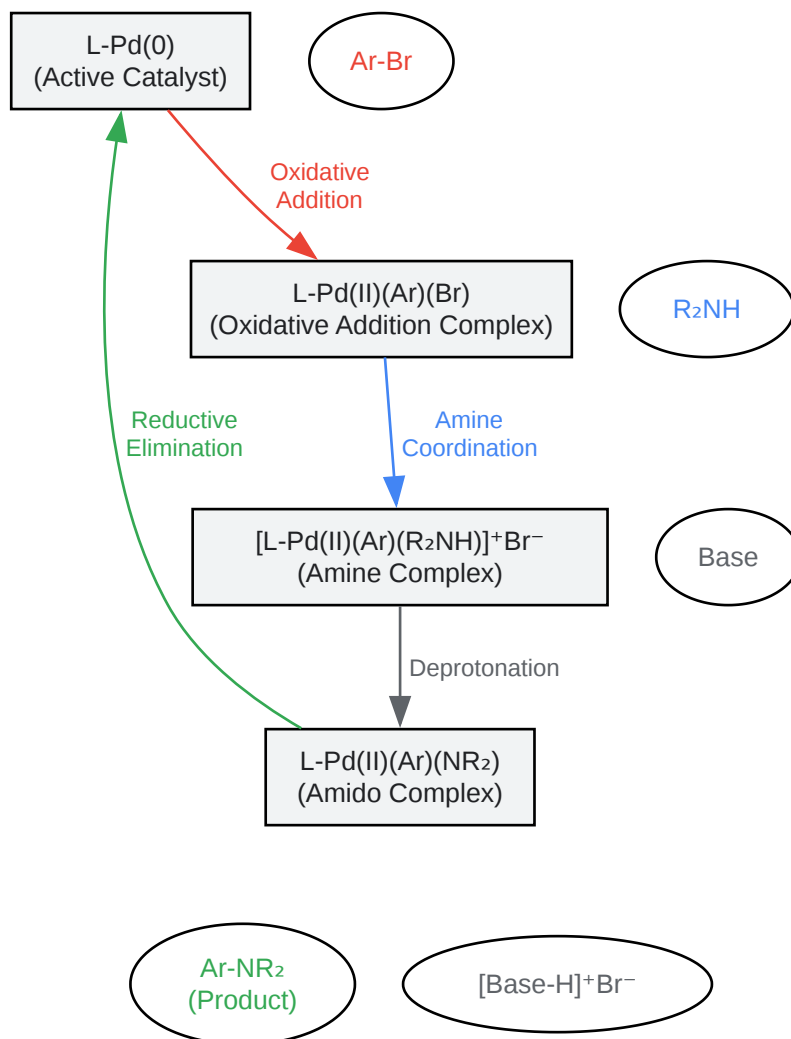 L-Pd(0)
(Active Catalyst)
Ar-Br
Oxidative
Addition
L-Pd(II)(Ar)(Br)
(Oxidative Addition Complex)
R₂NH
Reductive
Elimination
Amine
Coordination
[L-Pd(II)(Ar)(R₂NH)]⁺Br⁻
(Amine Complex)
Base
Deprotonation
L-Pd(II)(Ar)(NR₂)
(Amido Complex)
Ar-NR₂
(Product)
[Base-H]⁺Br⁻